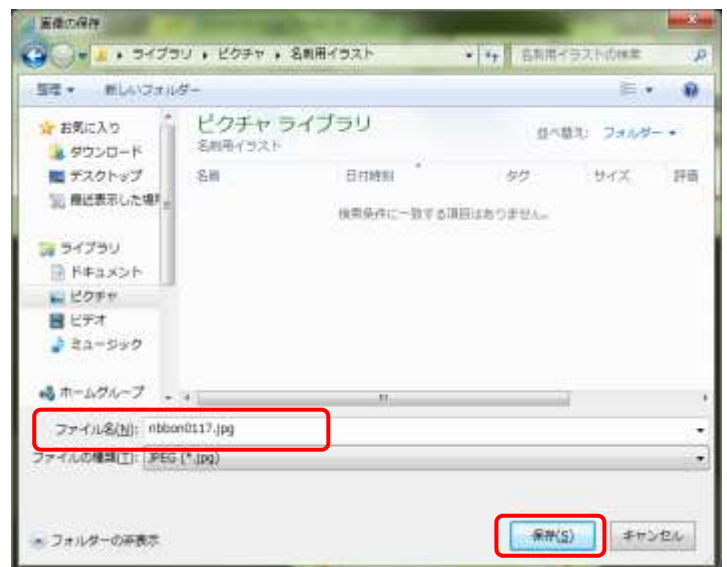 画像の保存
ライブラリ ▸ ピクチャ ▸ 名刺用イラスト
名刺用イラストの検索
整理 ▼ 新しいフォルダー
お気に入り
ダウンロード
デスクトップ
最近表示した場所
ライブラリ
ドキュメント
ピクチャ
ビデオ
ミュージック
ホームグループ
ピクチャ ライブラリ
名刺用イラスト
並べ替え: フォルダー ▼
名前 日付時刻 タグ サイズ 評価
検索条件に一致する項目はありません。
ファイル名(N): ribbon0117.jpg
ファイルの種類(T): JPEG (*.jpg)
フォルダーの非表示
保存(S) キャンセル